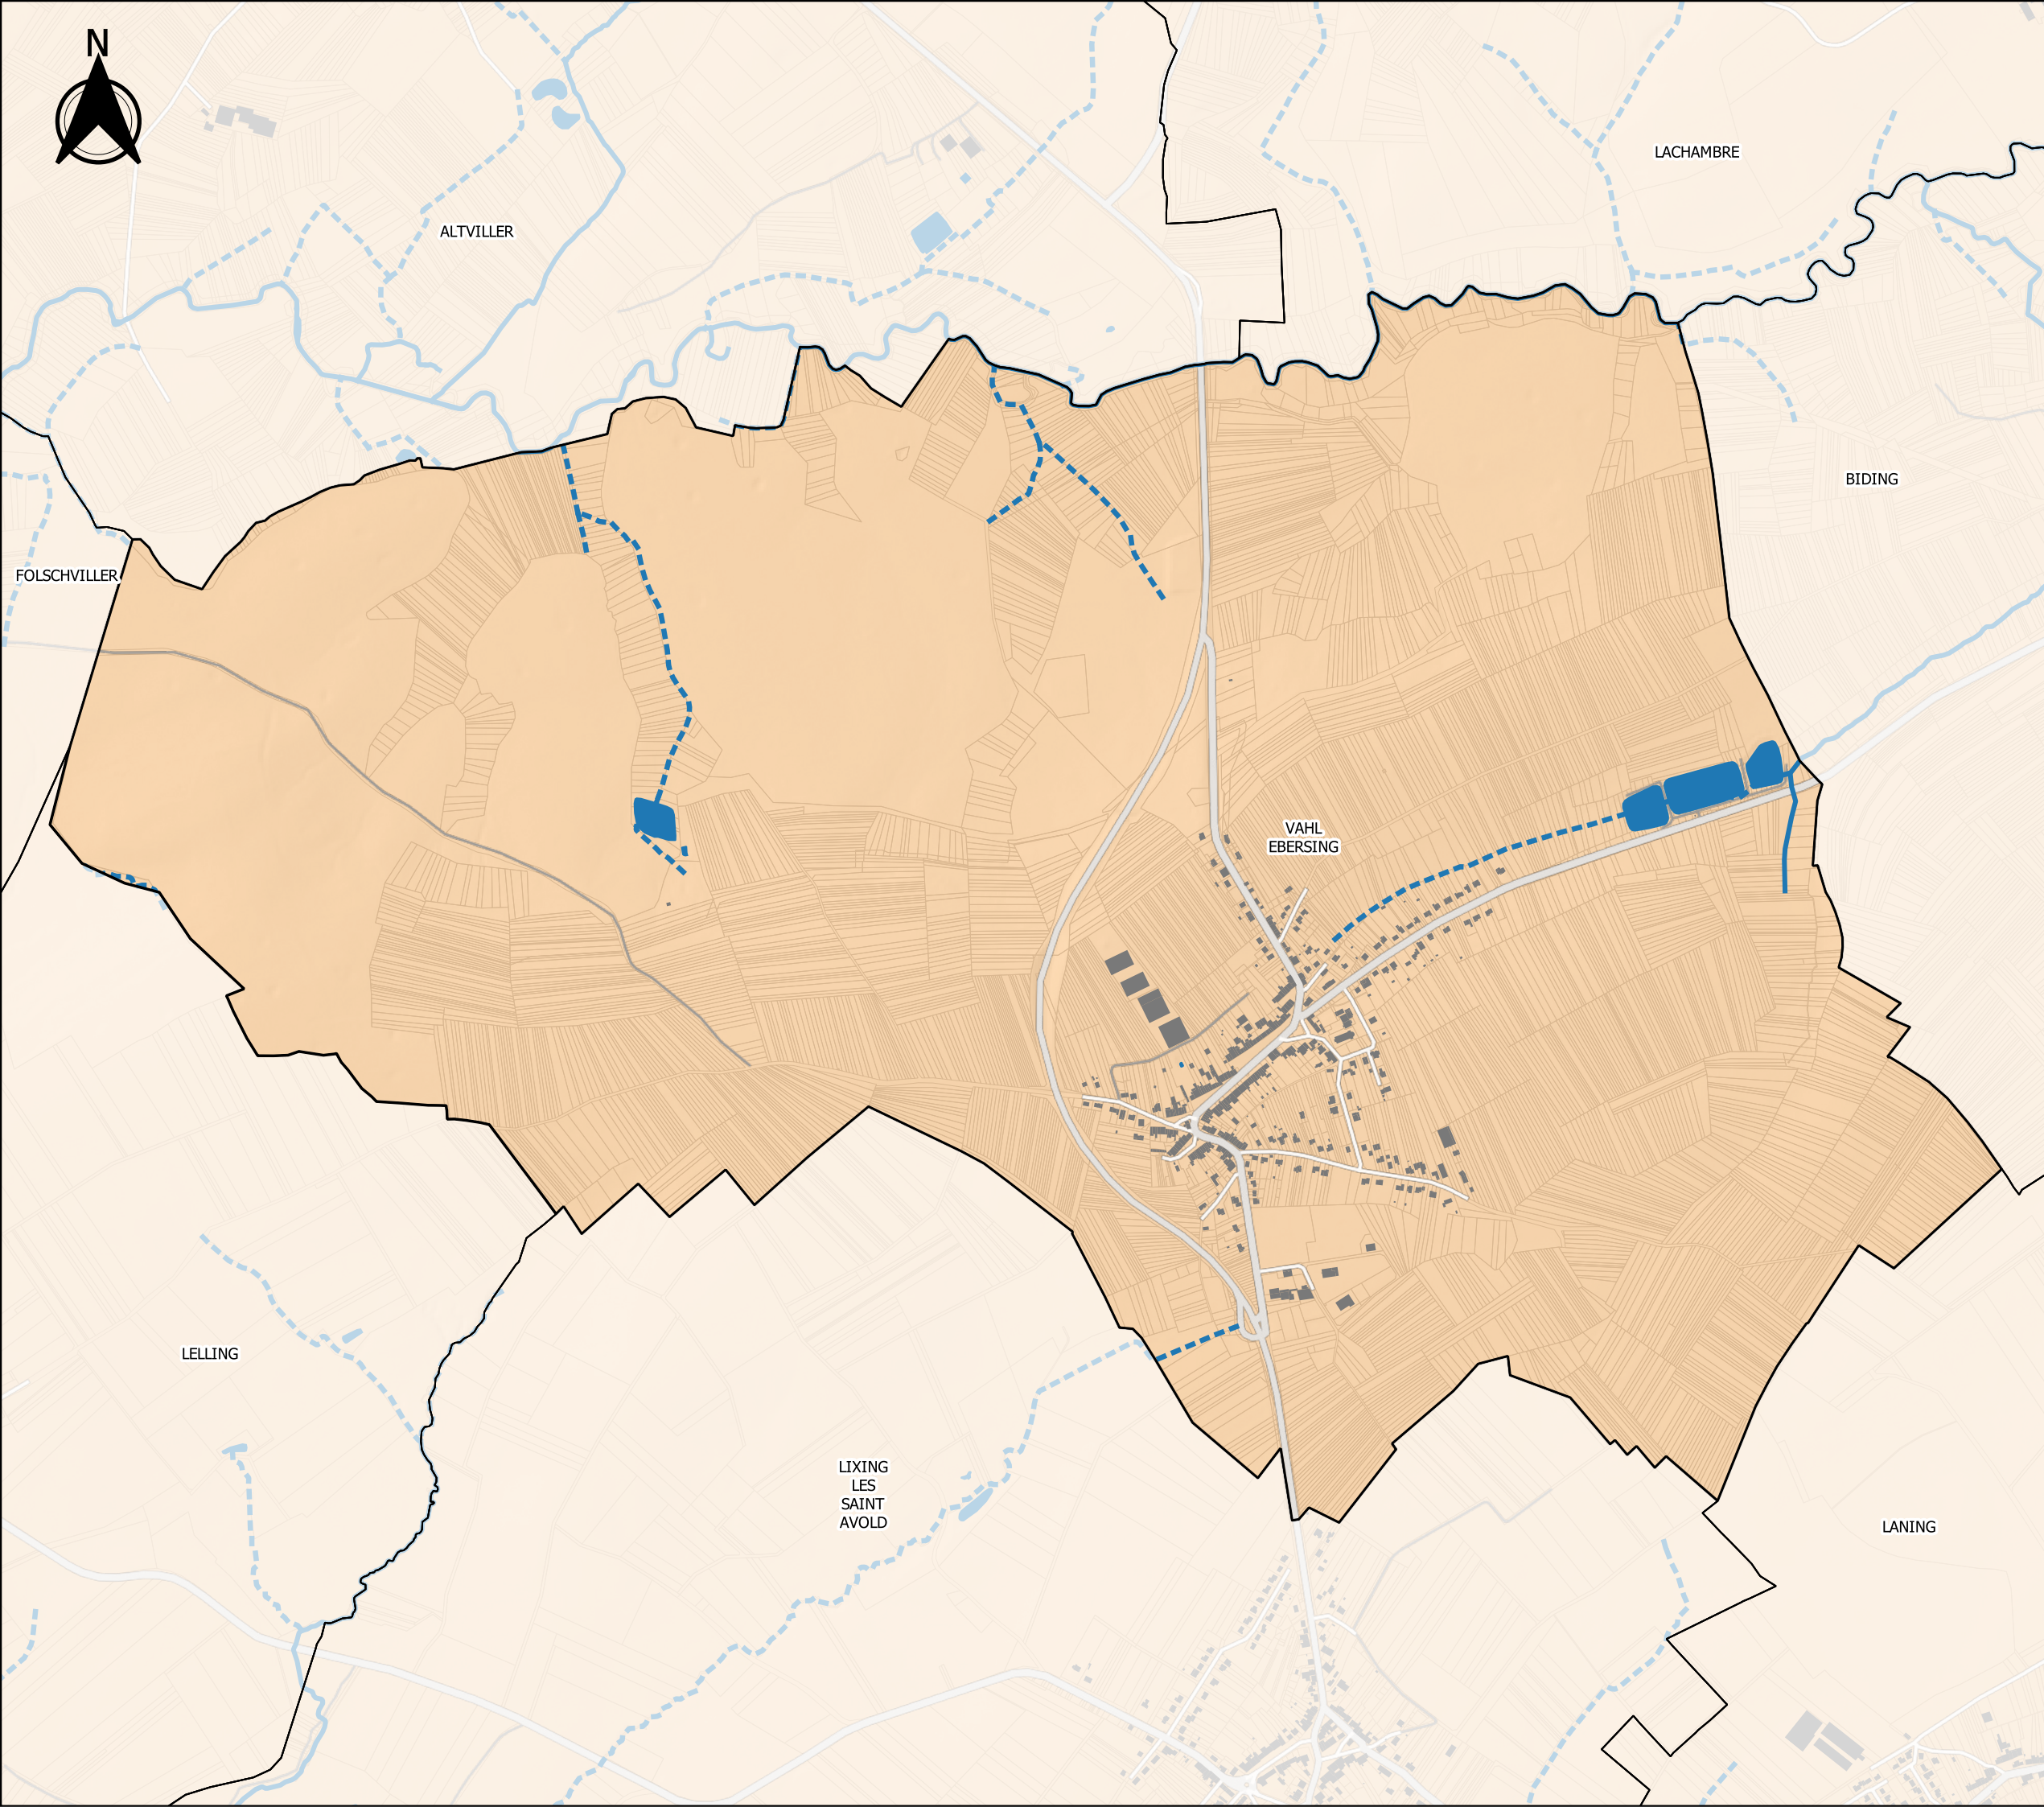 N
LACHAMBRE
ALTVILLER
BIDING
FOLSCHVILLER
VAHL
EBERSING
LELLING
LIXING
LES
SAINT
AVOLD
LANING